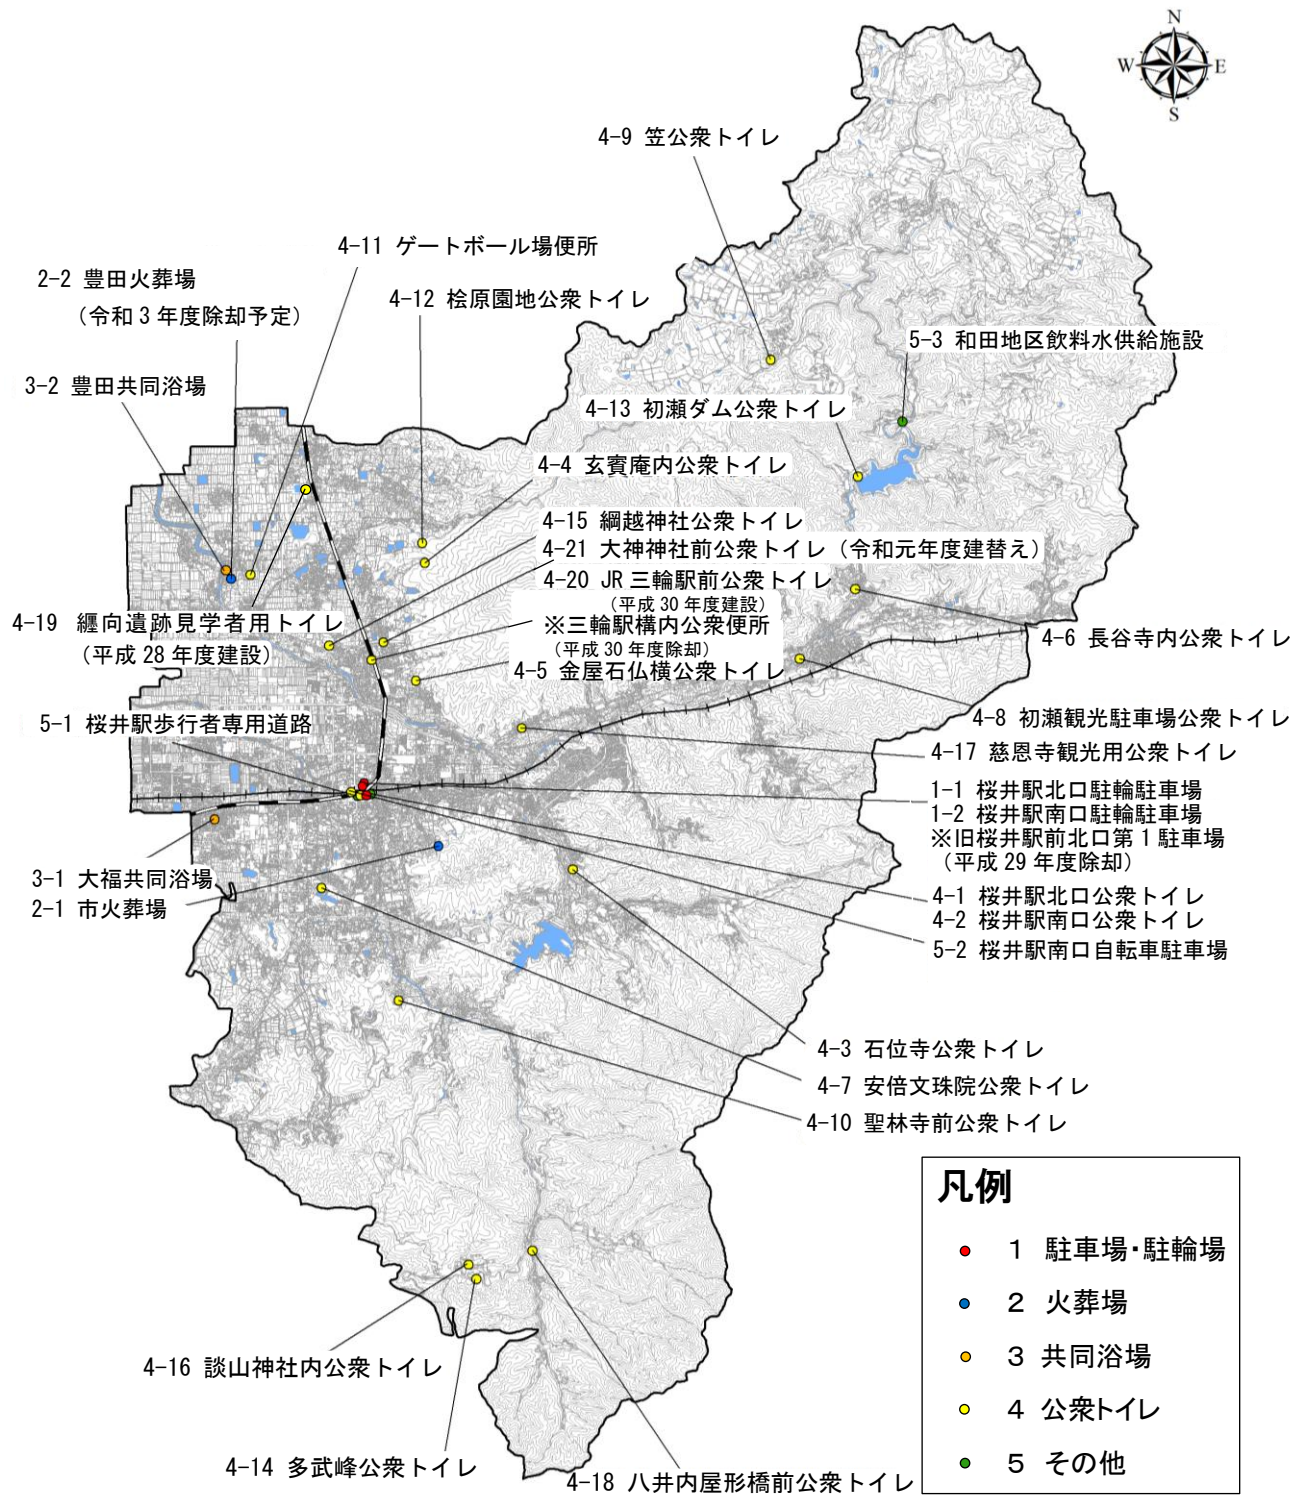 N
W
E
S
4-9 笠公衆トイレ
4-11 ゲートボール場便所
2-2 豊田火葬場
（令和３年度除却予定）
4-12 桧原園地公衆トイレ
5-3 和田地区飲料水供給施設
3-2 豊田共同浴場
4-13 初瀬ダム公衆トイレ
4-4 玄賓庵内公衆トイレ
4-15 綱越神社公衆トイレ
4-21 大神神社前公衆トイレ（令和元年度建替え）
4-20 JR 三輪駅前公衆トイレ
（平成 30 年度建設）
※三輪駅構内公衆便所
（平成 30 年度除却）
4-5 金屋石仏横公衆トイレ
4-19 纒向遺跡見学者用トイレ
（平成 28 年度建設）
4-6 長谷寺内公衆トイレ
5-1 桜井駅歩行者専用道路
4-8 初瀬観光駐車場公衆トイレ
4-17 慈恩寺観光用公衆トイレ
1-1 桜井駅北口駐輪駐車場
1-2 桜井駅南口駐輪駐車場
※旧桜井駅前北口第１駐車場
（平成 29 年度除却）
3-1 大福共同浴場
2-1 市火葬場
4-1 桜井駅北口公衆トイレ
4-2 桜井駅南口公衆トイレ
5-2 桜井駅南口自転車駐車場
4-3 石位寺公衆トイレ
4-7 安倍文珠院公衆トイレ
4-10 聖林寺前公衆トイレ
凡例
１ 駐車場・駐輪場
２ 火葬場
３ 共同浴場
４ 公衆トイレ
５ その他
4-16 談山神社内公衆トイレ
4-14 多武峰公衆トイレ
4-18 八井内屋形橋前公衆トイレ